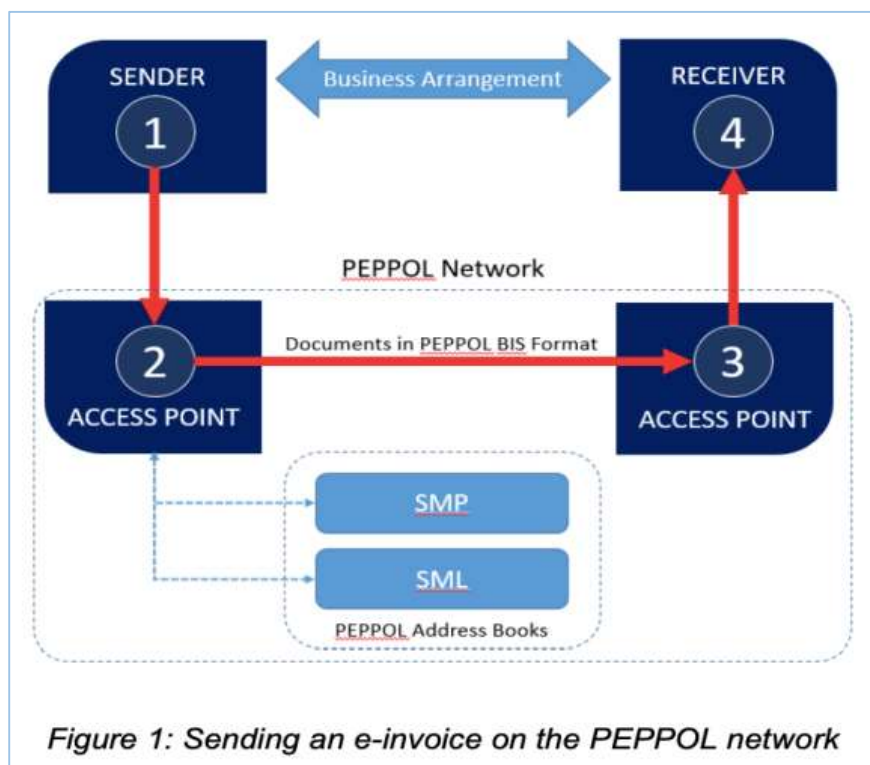 SENDER
1
Business Arrangement
RECEIVER
4
PEPPOL Network
2
ACCESS POINT
Documents in PEPPOL BIS Format
3
ACCESS POINT
SMP
SML
PEPPOL Address Books
Figure 1: Sending an e-invoice on the PEPPOL network